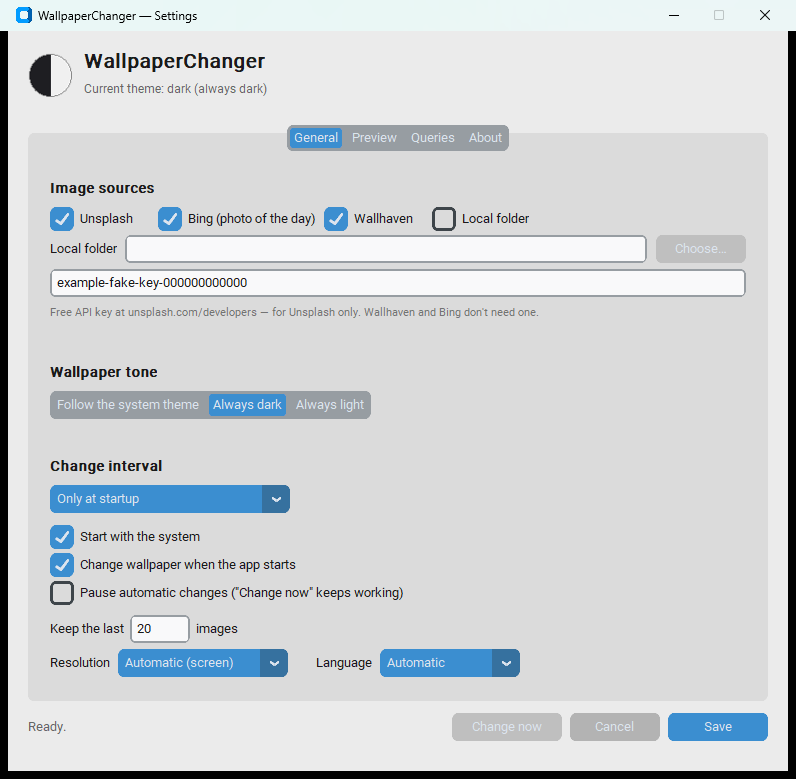 WallpaperChanger — Settings
WallpaperChanger
Current theme: dark (always dark)
General Preview Queries About
Image sources
Unsplash Bing (photo of the day) Wallhaven Local folder
Local folder Choose...
example-fake-key-000000000000
Free API key at unsplash.com/developers — for Unsplash only. Wallhaven and Bing don't need one.
Wallpaper tone
Follow the system theme Always dark Always light
Change interval
Only at startup
Start with the system
Change wallpaper when the app starts
Pause automatic changes ("Change now" keeps working)
Keep the last 20 images
Resolution Automatic (screen) Language Automatic
Ready. Change now Cancel Save